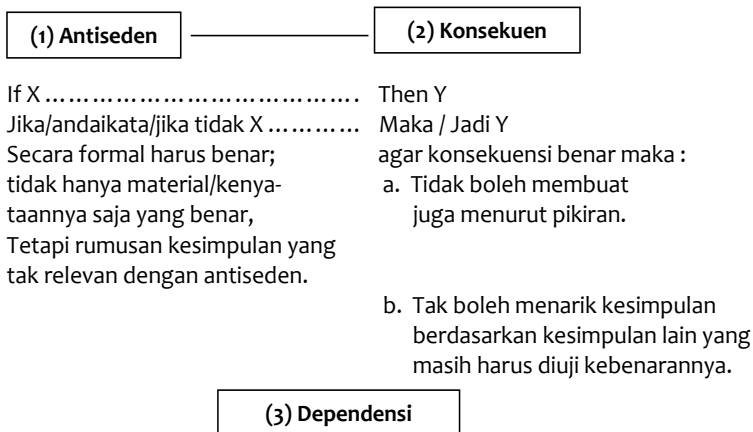 (1) Antiseden
(2) Konsekuen
If X ………………………………….
Then Y
Jika/andaikata/jika tidak X …………
Maka / Jadi Y
Secara formal harus benar;
tidak hanya material/kenya-
taannya saja yang benar,
Tetapi rumusan kesimpulan yang
tak relevan dengan antiseden.
agar konsekuensi benar maka :
a. Tidak boleh membuat
juga menurut pikiran.
b. Tak boleh menarik kesimpulan
berdasarkan kesimpulan lain yang
masih harus diuji kebenarannya.
(3) Dependensi